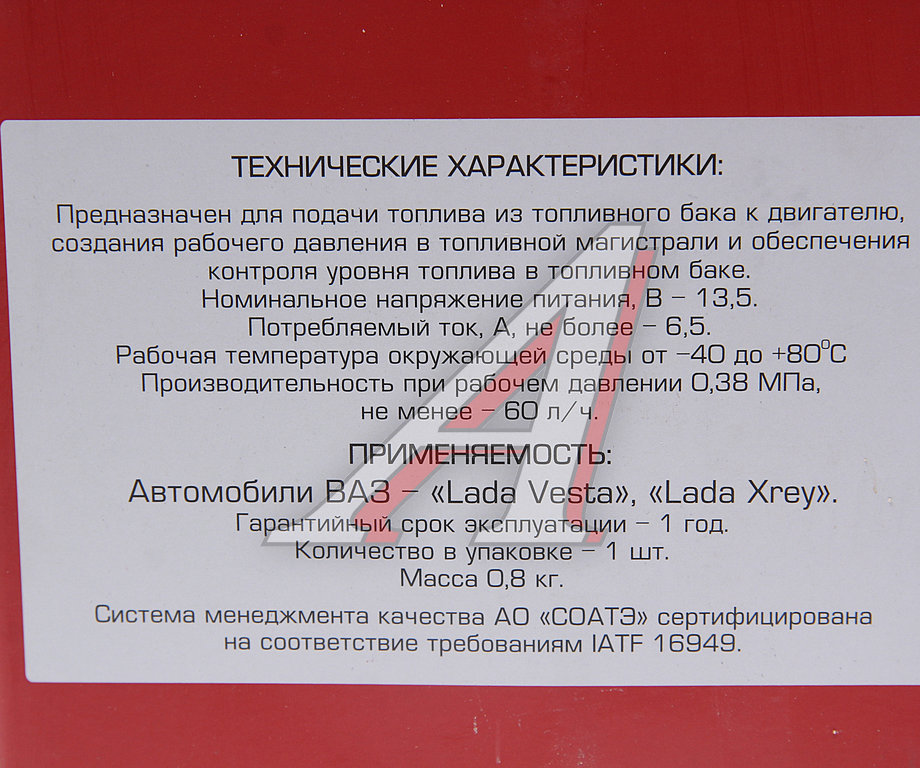 ТЕХНИЧЕСКИЕ ХАРАКТЕРИСТИКИ:
Предназначен для подачи топлива из топливного бака к двигателю,
создания рабочего давления в топливной магистрали и обеспечения
контроля уровня топлива в топливном баке.
Номинальное напряжение питания, В – 13,5.
Потребляемый ток, А, не более – 6,5.
Рабочая температура окружающей среды от –40 до +80°С
Производительность при рабочем давлении 0,38 МПа,
не менее – 60 л/ч.
ПРИМЕНЯЕМОСТЬ:
Автомобили ВАЗ – «Lada Vesta», «Lada Xrey».
Гарантийный срок эксплуатации – 1 год.
Количество в упаковке – 1 шт.
Масса 0,8 кг.
Система менеджмента качества АО «СОАТЭ» сертифицирована
на соответствие требованиям IATF 16949.